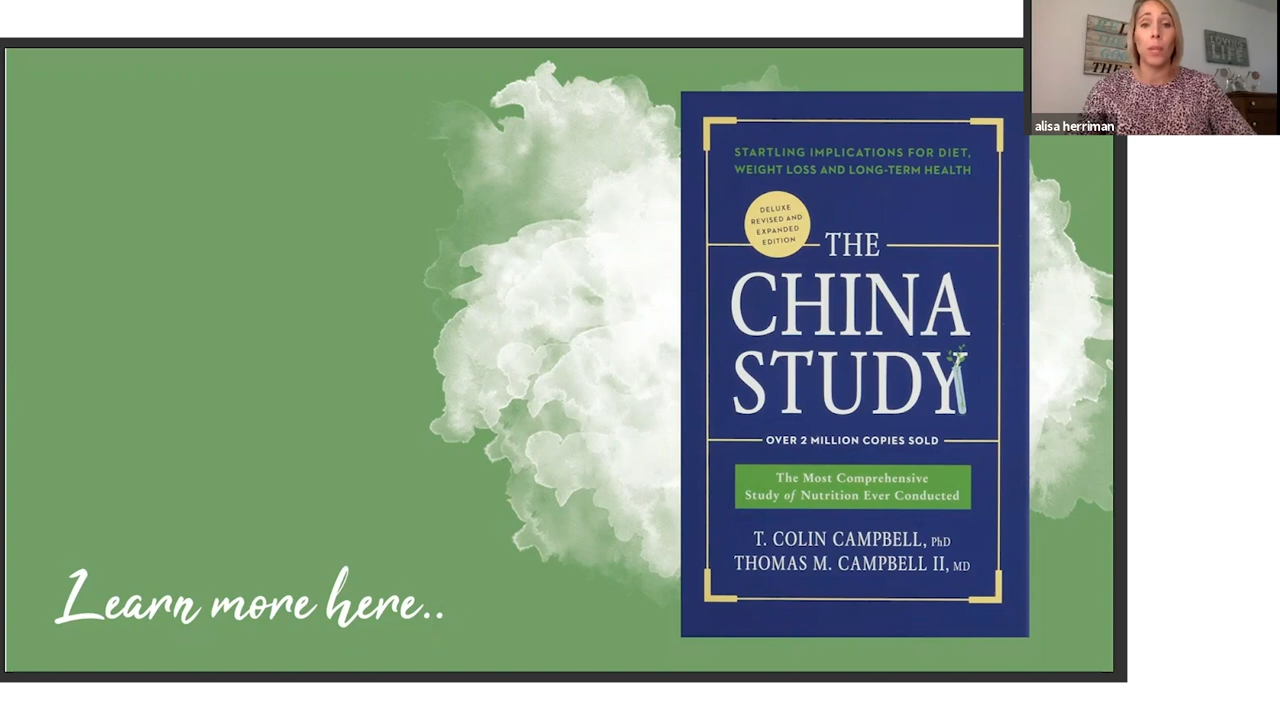 STARTLING IMPLICATIONS FOR DIET,
WEIGHT LOSS AND LONG-TERM HEALTH
DELUXE
REVISED AND
EXPANDED
EDITION
THE
CHINA
STUDY
OVER 2 MILLION COPIES SOLD
The Most Comprehensive
Study of Nutrition Ever Conducted
T. COLIN CAMPBELL, PhD
THOMAS M. CAMPBELL II, MD
Learn more here..
alisa herriman
LIFE